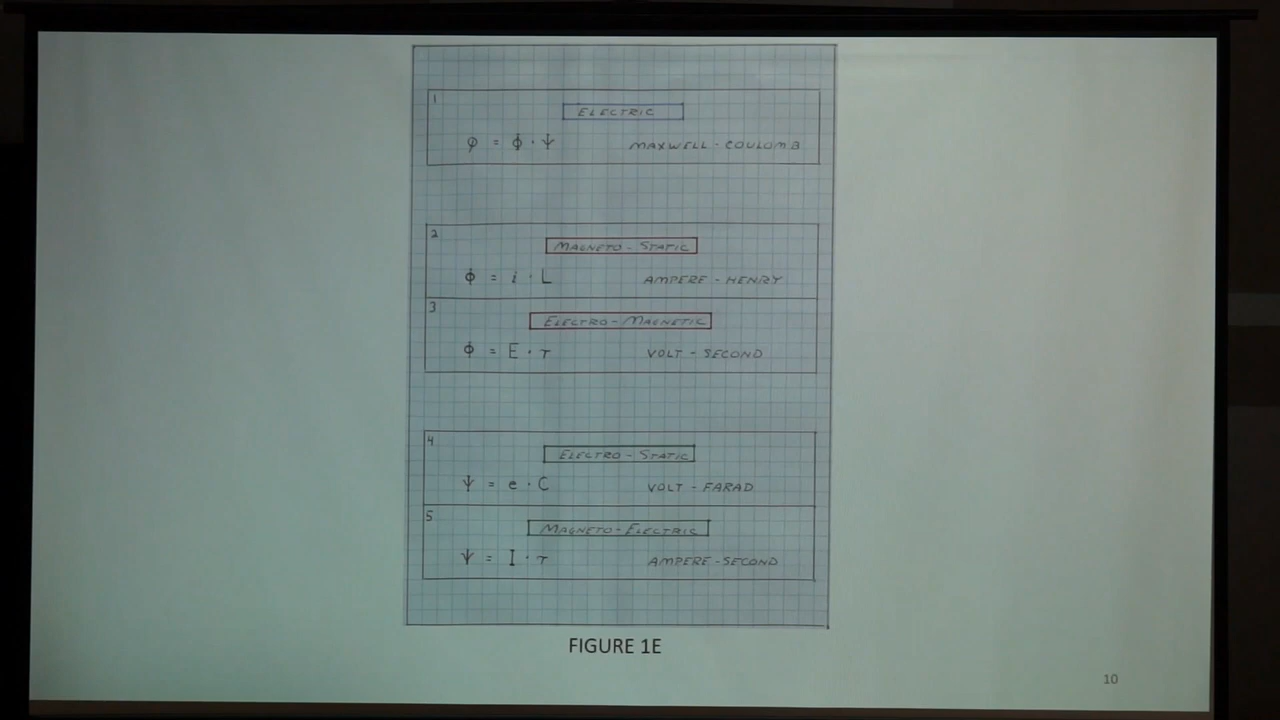 1
ELECTRIC
φ = ϕ · Ψ MAXWELL - COULOMB
2
MAGNETO - STATIC
ϕ = i · L AMPERE - HENRY
3
ELECTRO - MAGNETIC
ϕ = E · τ VOLT - SECOND
4
ELECTRO - STATIC
Ψ = e · C VOLT - FARAD
5
MAGNETO - ELECTRIC
Ψ = I · τ AMPERE - SECOND
FIGURE 1E
10